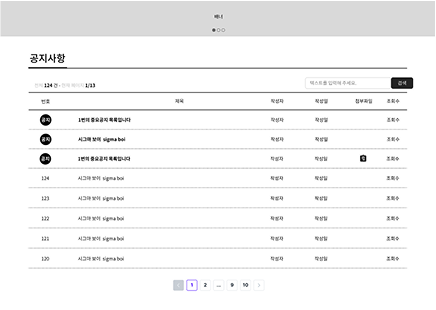 배너
공지사항
전체 124 건 • 현재 페이지 1/13
텍스트를 입력해 주세요. 검색
번호 제목 작성자 작성일 첨부파일 조회수
공지 1번의 중요공지 목록입니다 작성자 작성일 조회수
공지 시그마 보이 sigma boi 작성자 작성일 조회수
공지 1번의 중요공지 목록입니다 작성자 작성일 조회수
124 시그마 보이 sigma boi 작성자 작성일 조회수
123 시그마 보이 sigma boi 작성자 작성일 조회수
122 시그마 보이 sigma boi 작성자 작성일 조회수
121 시그마 보이 sigma boi 작성자 작성일 조회수
120 시그마 보이 sigma boi 작성자 작성일 조회수
< 1 2 ... 9 10 >